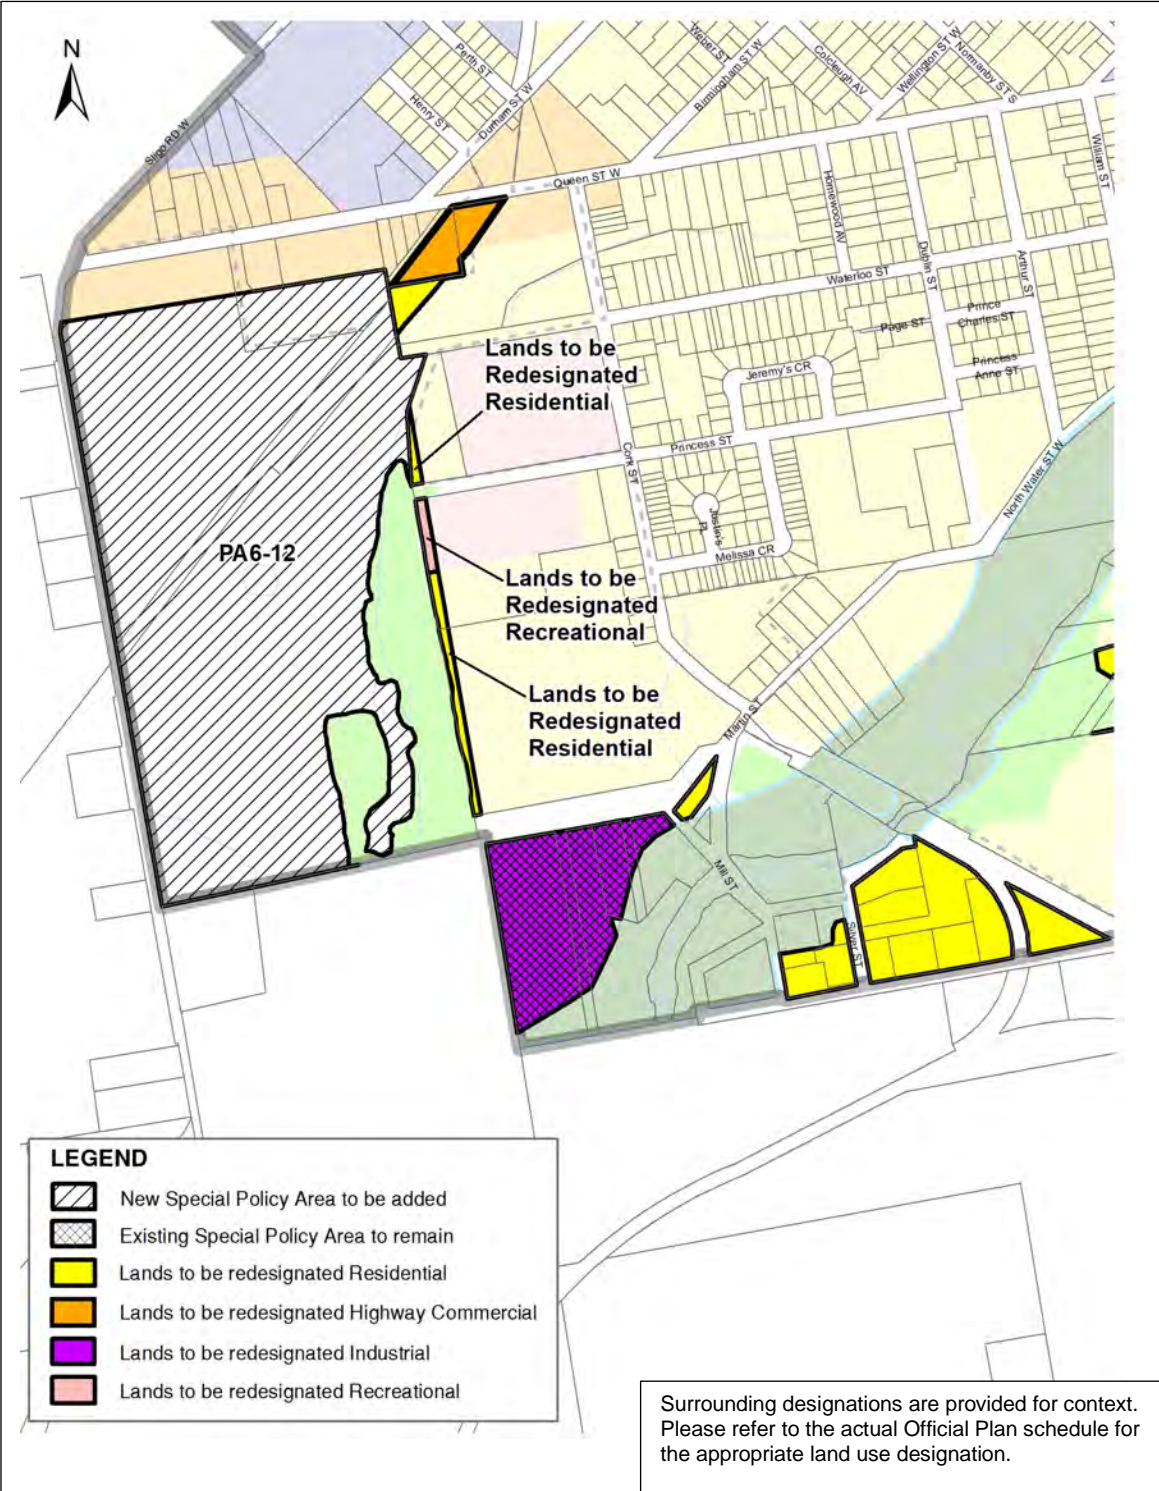 N
Perth ST
Weber ST
Colcleugh AV
Wellington ST W
Normanby ST S
Henry ST
Durham ST W
Birmingham ST W
Sligo RD W
William ST
Queen ST W
Homewood AV
Dublin ST
Arthur ST
Waterloo ST
Page ST
Prince
Charles ST
Princess
Anne ST
Jeremy's CR
Lands to be
Redesignated
Residential
Cork ST
Princess ST
North Water ST W
Justin's
PL
Melissa CR
PA6-12
Lands to be
Redesignated
Recreational
Lands to be
Redesignated
Residential
Martin ST
Mill ST
Silver ST
LEGEND
New Special Policy Area to be added
Existing Special Policy Area to remain
Lands to be redesignated Residential
Lands to be redesignated Highway Commercial
Lands to be redesignated Industrial
Lands to be redesignated Recreational
Surrounding designations are provided for context.
Please refer to the actual Official Plan schedule for
the appropriate land use designation.